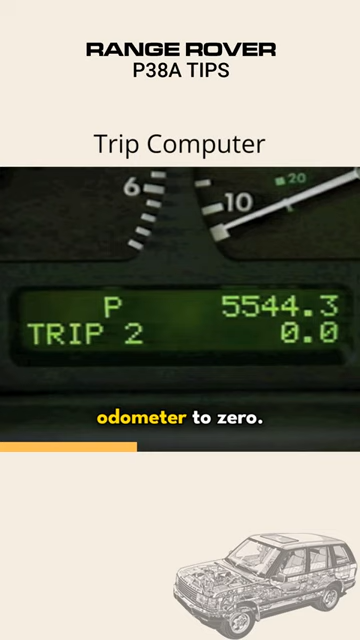 RANGE ROVER
P38A TIPS
Trip Computer
6
10
20
P 5544.3
TRIP 2 0.0
odometer to zero.